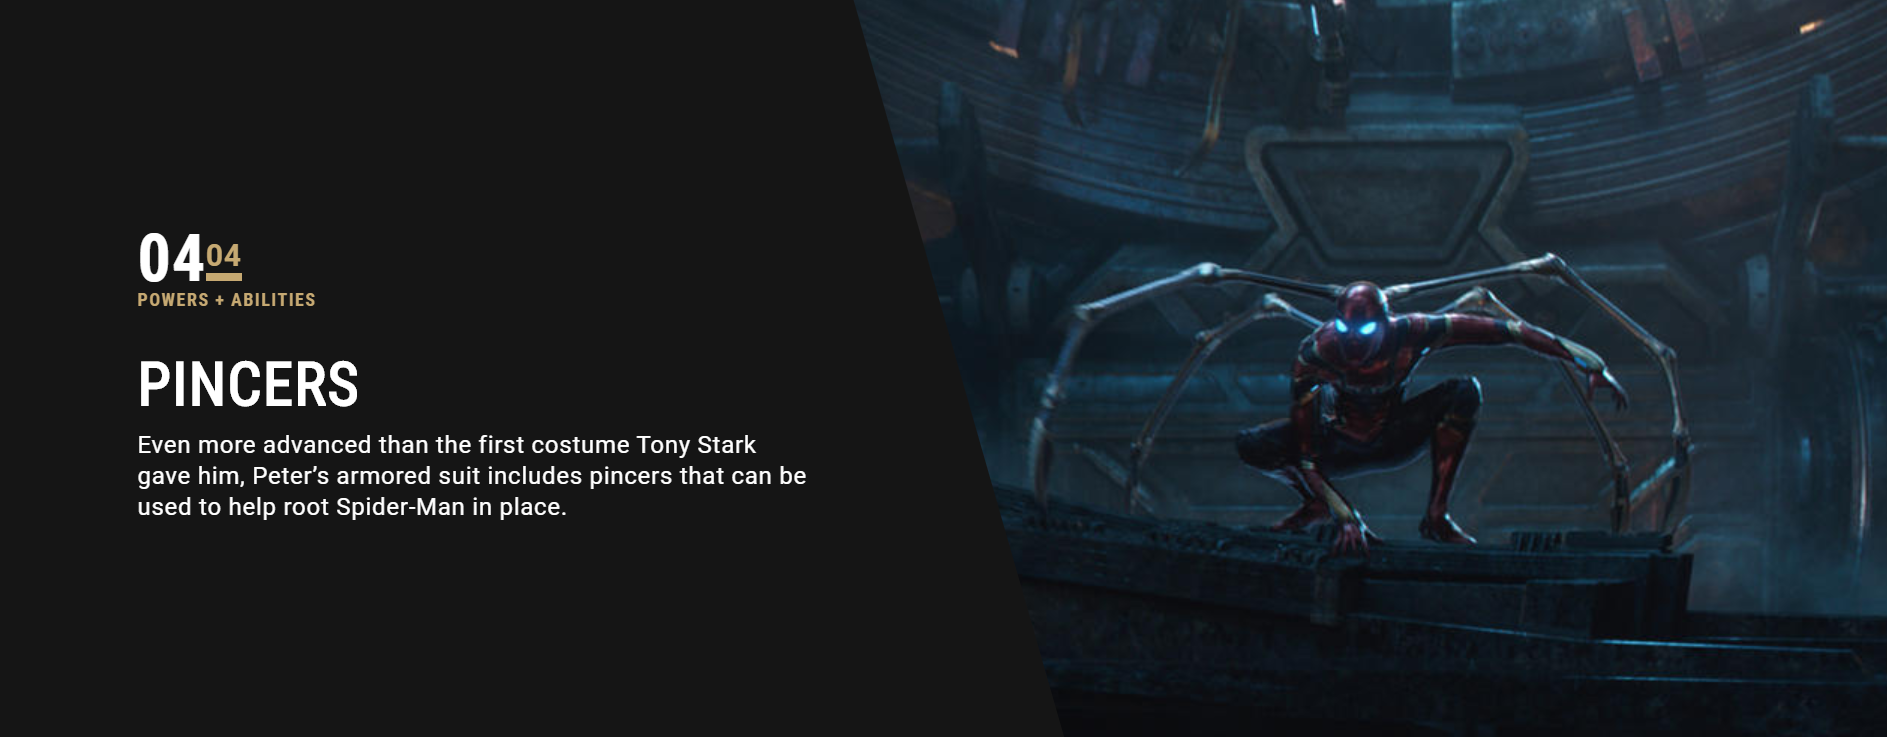 04 04
POWERS + ABILITIES
PINCERS
Even more advanced than the first costume Tony Stark
gave him, Peter’s armored suit includes pincers that can be
used to help root Spider-Man in place.